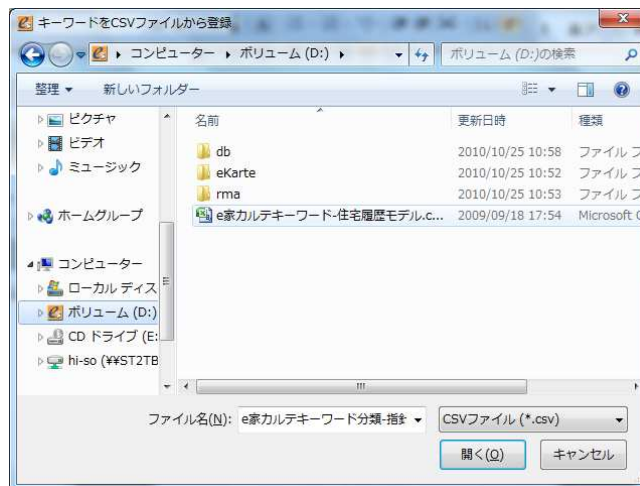 キーワードをCSVファイルから登録
コンピューター ボリューム (D:) ボリューム (D:)の検索
整理 新しいフォルダー
ピクチャ
ビデオ
ミュージック
ホームグループ
コンピューター
ローカル ディス
ボリューム (D:)
CD ドライブ (E:
hi-so (¥¥ST2TB
名前 更新日時 種類
db 2010/10/25 10:58 ファイル フ
eKarte 2010/10/25 10:52 ファイル フ
rma 2010/10/25 10:53 ファイル フ
e家カルテキーワード-住宅履歴モデル.c... 2009/09/18 17:54 Microsoft
ファイル名(N): e家カルテキーワード分類-指 CSVファイル (*.csv)
開く(O) キャンセル